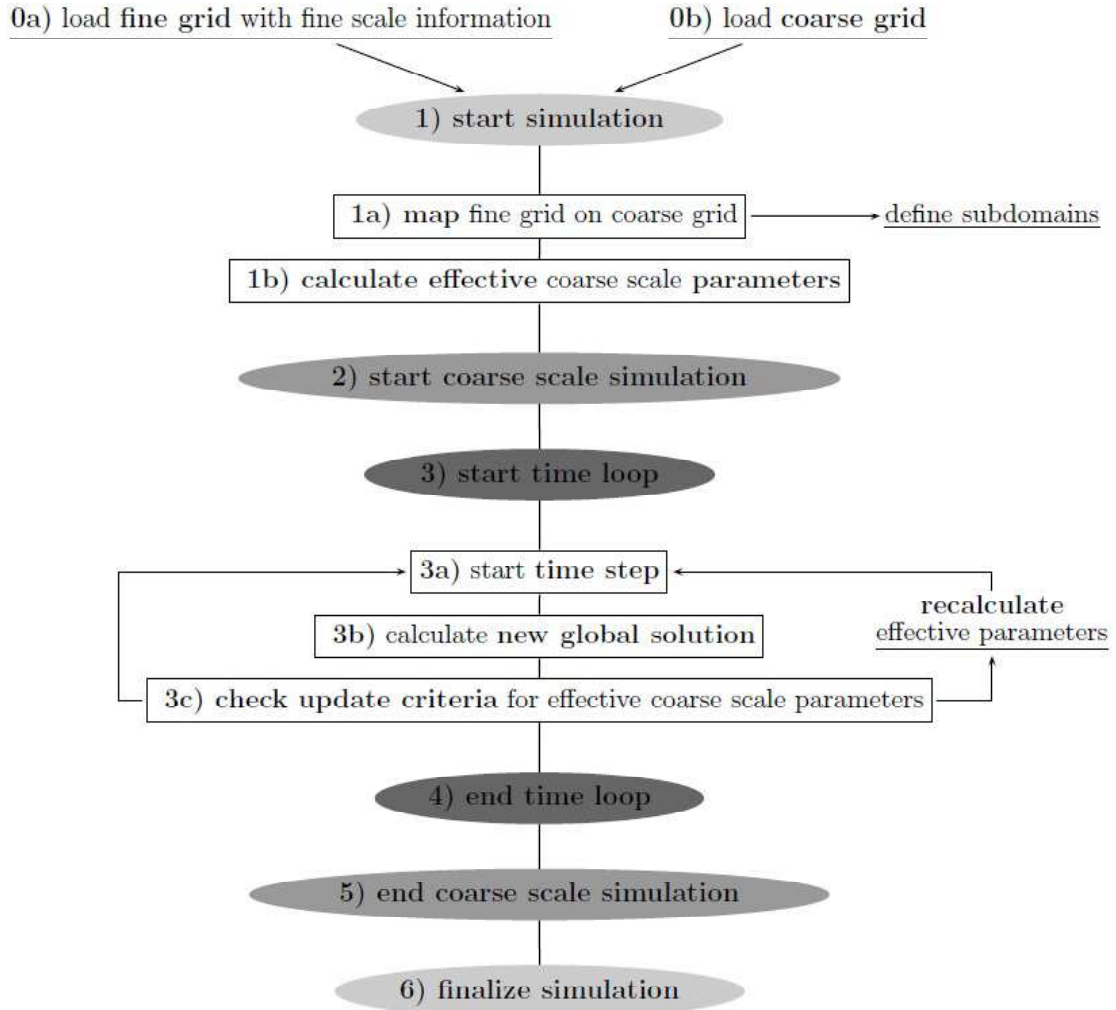 0a) load fine grid with fine scale information
0b) load coarse grid
1) start simulation
1a) map fine grid on coarse grid
define subdomains
1b) calculate effective coarse scale parameters
2) start coarse scale simulation
3) start time loop
3a) start time step
recalculate
effective parameters
3b) calculate new global solution
3c) check update criteria for effective coarse scale parameters
4) end time loop
5) end coarse scale simulation
6) finalize simulation